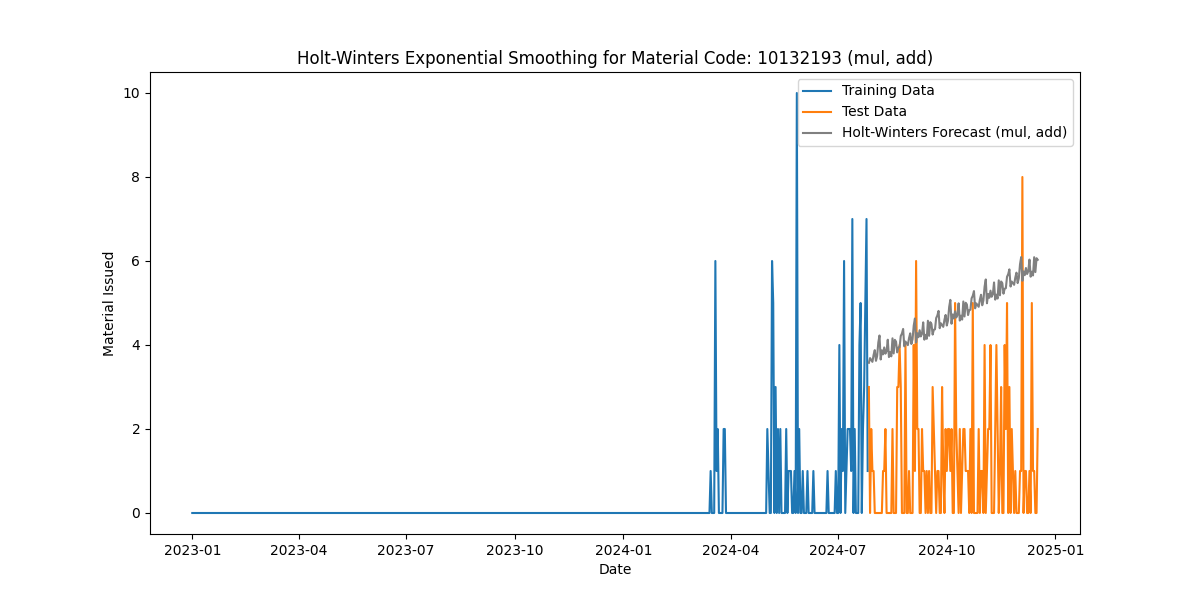 Holt-Winters Exponential Smoothing for Material Code: 10132193 (mul, add)
Training Data
Test Data
Holt-Winters Forecast (mul, add)
Material Issued
10
8
6
4
2
0
2023-01 2023-04 2023-07 2023-10 2024-01 2024-04 2024-07 2024-10 2025-01
Date